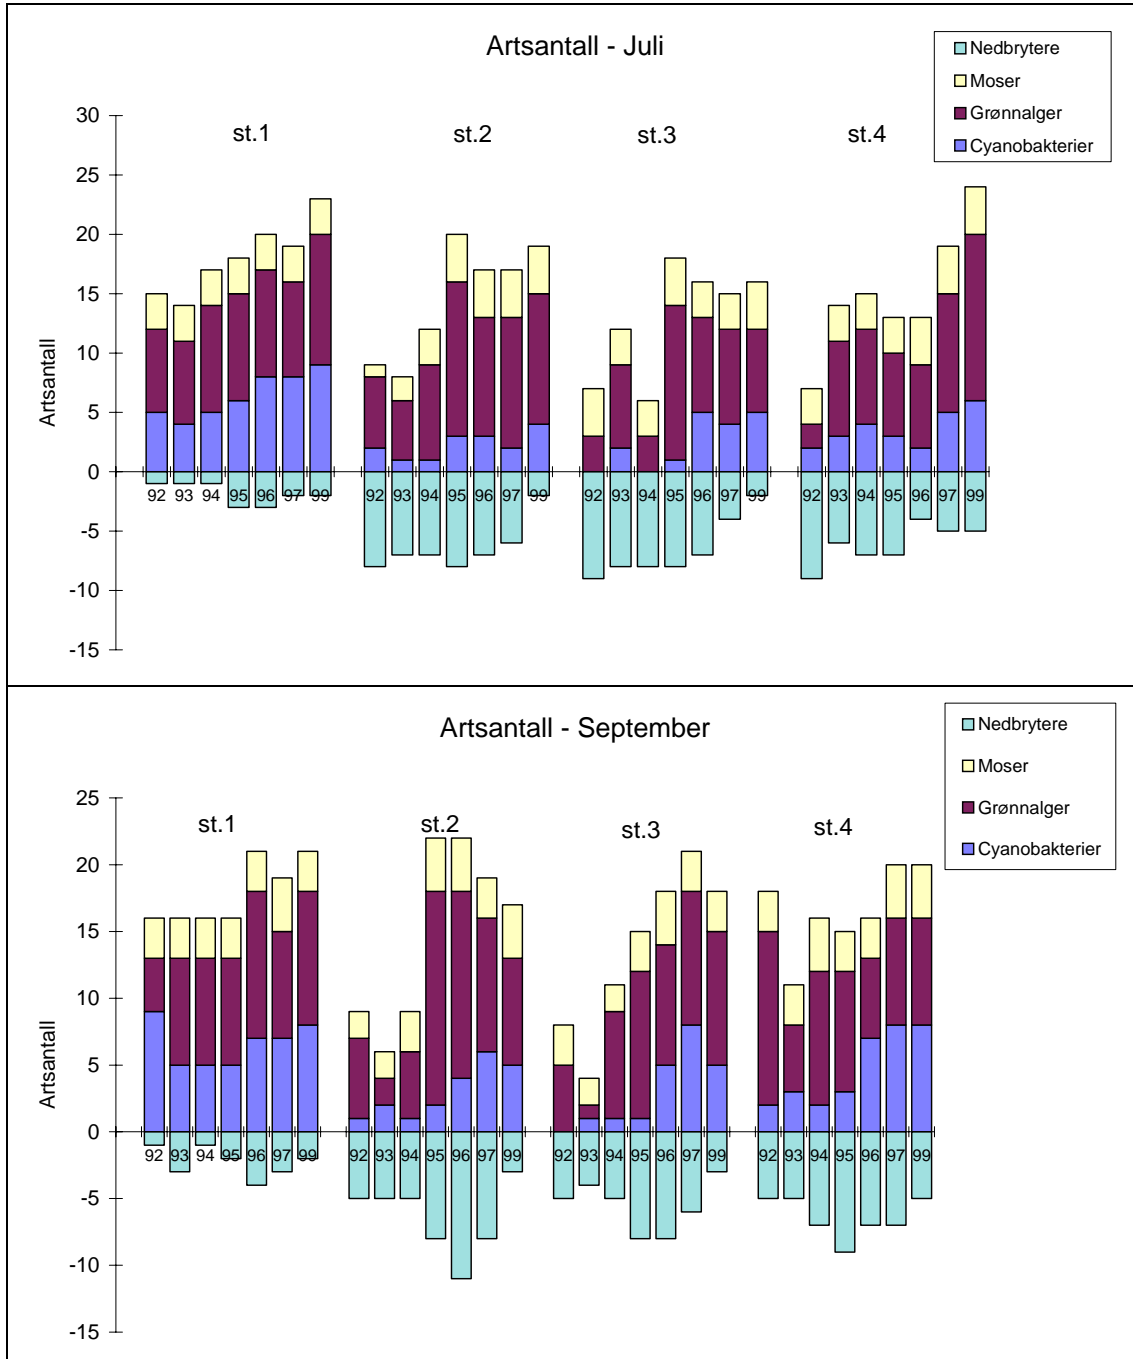 Artsantall - Juli
Nedbrytere
Moser
Grønnalger
Cyanobakterier
30
25
20
15
10
5
0
-5
-10
-15
Artsantall
st.1 st.2 st.3 st.4
92 93 94 95 96 97 99 92 93 94 95 96 97 99 92 93 94 95 96 97 99 92 93 94 95 96 97 99
Artsantall - September
Nedbrytere
Moser
Grønnalger
Cyanobakterier
25
20
15
10
5
0
-5
-10
-15
Artsantall
st.1 st.2 st.3 st.4
92 93 94 95 96 97 99 92 93 94 95 96 97 99 92 93 94 95 96 97 99 92 93 94 95 96 97 99